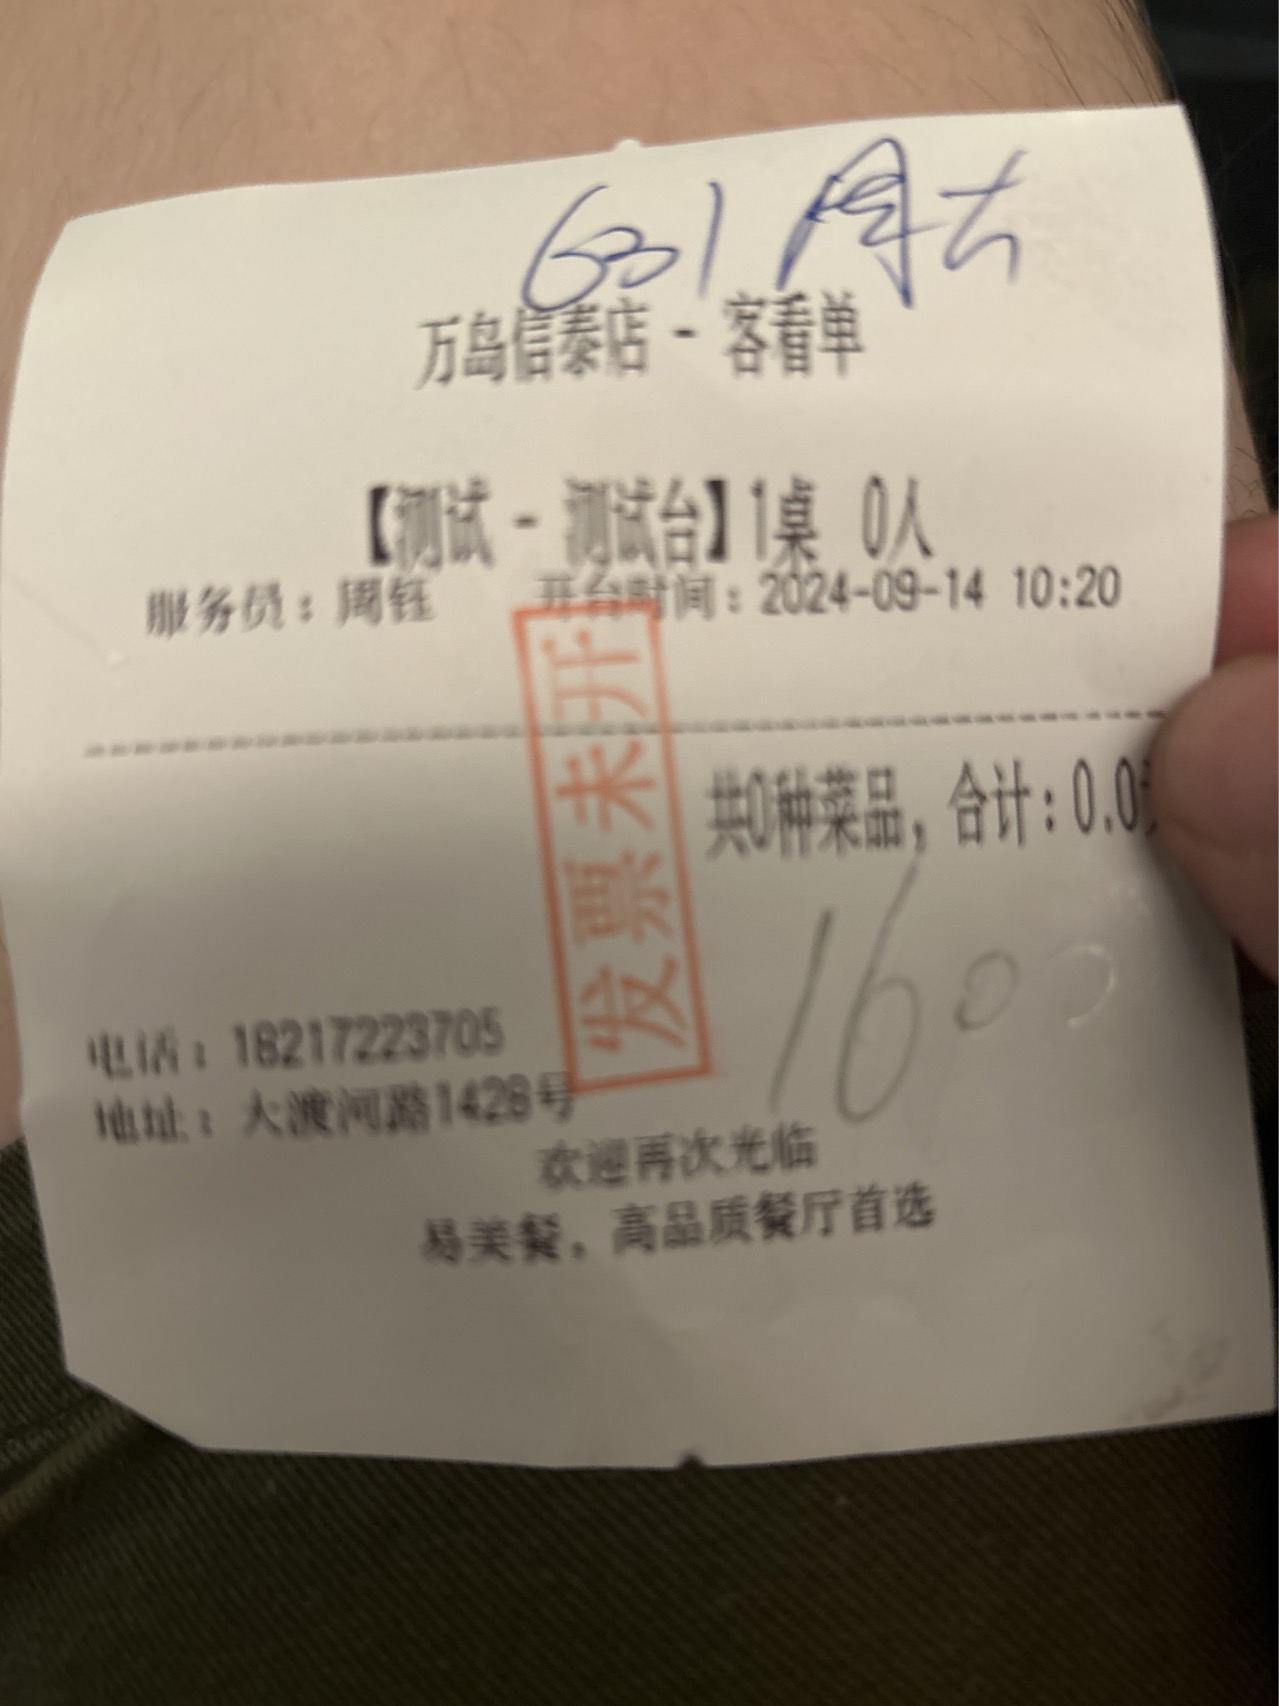 631
万岛信泰店 - 客看单
【测试 - 测试台】1桌 0人
服务员：周钰 开台时间：2024-09-14 10:20
发票未开
共0种菜品，合计：0.0
1600
电话：18217223705
地址：大渡河路1428号
欢迎再次光临
易美餐，高品质餐厅首选